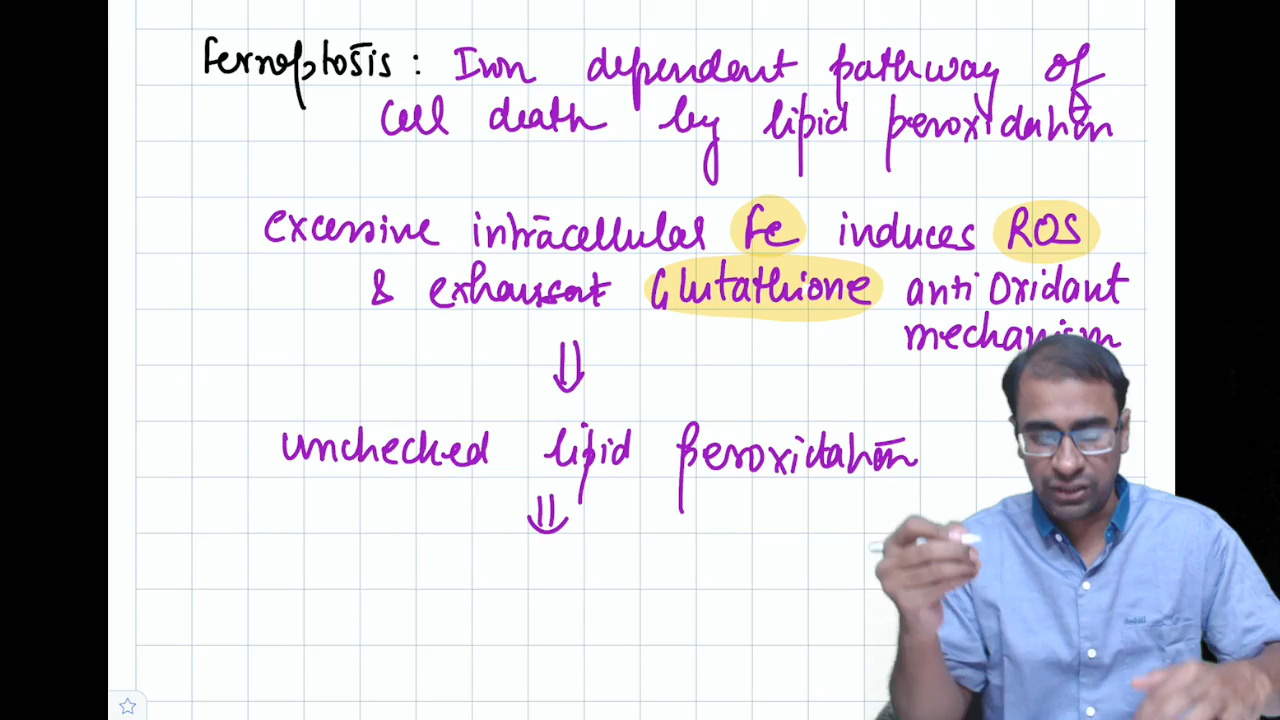 Ferroptosis : Iron dependent pathway of
cell death by lipid peroxidation
excessive intracellular Fe induces ROS
& exhausat Glutathione antioxidant
mechanism
unchecked lipid peroxidation